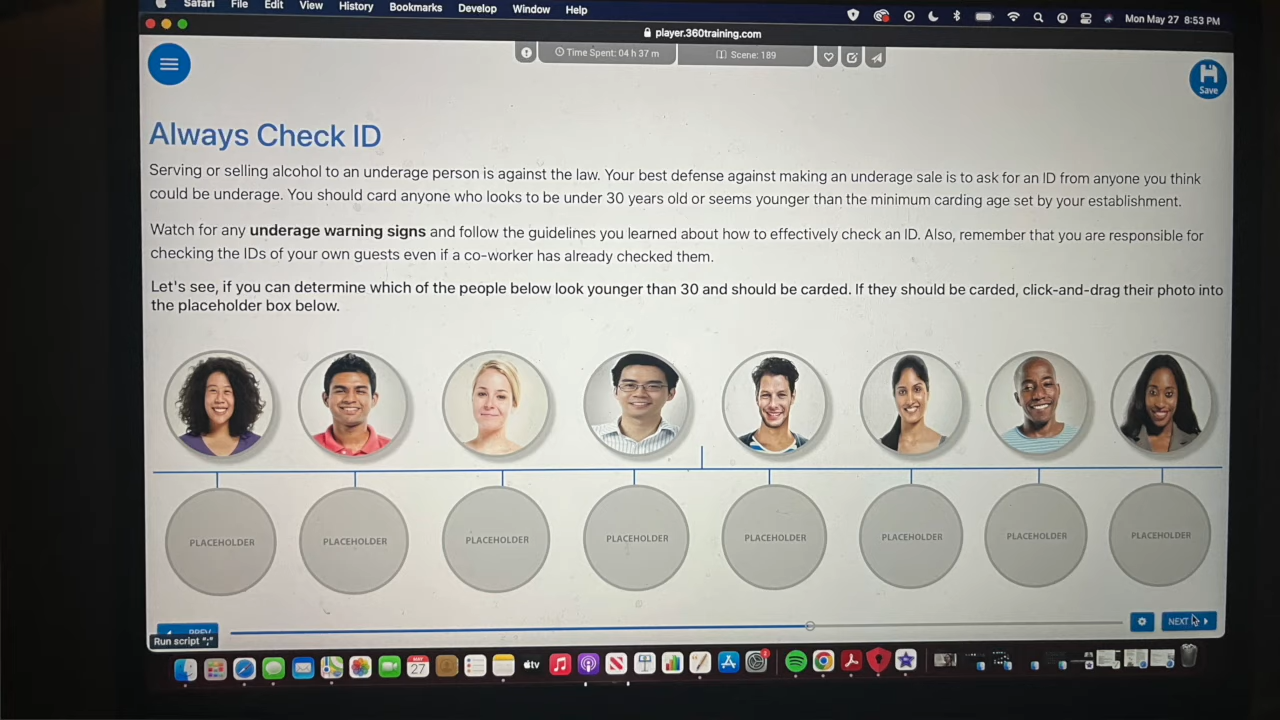 Safari File Edit View History Bookmarks Develop Window Help Mon May 27 8:53 PM
player.360training.com
Time Spent: 04 h 37 m Scene: 189
Save
Always Check ID
Serving or selling alcohol to an underage person is against the law. Your best defense against making an underage sale is to ask for an ID from anyone you think
could be underage. You should card anyone who looks to be under 30 years old or seems younger than the minimum carding age set by your establishment.
Watch for any underage warning signs and follow the guidelines you learned about how to effectively check an ID. Also, remember that you are responsible for
checking the IDs of your own guests even if a co-worker has already checked them.
Let's see, if you can determine which of the people below look younger than 30 and should be carded. If they should be carded, click-and-drag their photo into
the placeholder box below.
PLACEHOLDER PLACEHOLDER PLACEHOLDER PLACEHOLDER PLACEHOLDER PLACEHOLDER PLACEHOLDER PLACEHOLDER
PREV NEXT
Run script ";"
MAY
27
tv
2